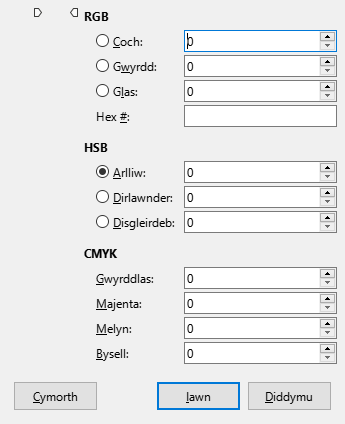 RGB
Coch: 0
Gwyrdd: 0
Glas: 0
Hex #:
HSB
Arlliw: 0
Dirlawnder: 0
Disgleirdeb: 0
CMYK
Gwyrddlas: 0
Majenta: 0
Melyn: 0
Bysell: 0
Cymorth Iawn Diddymu